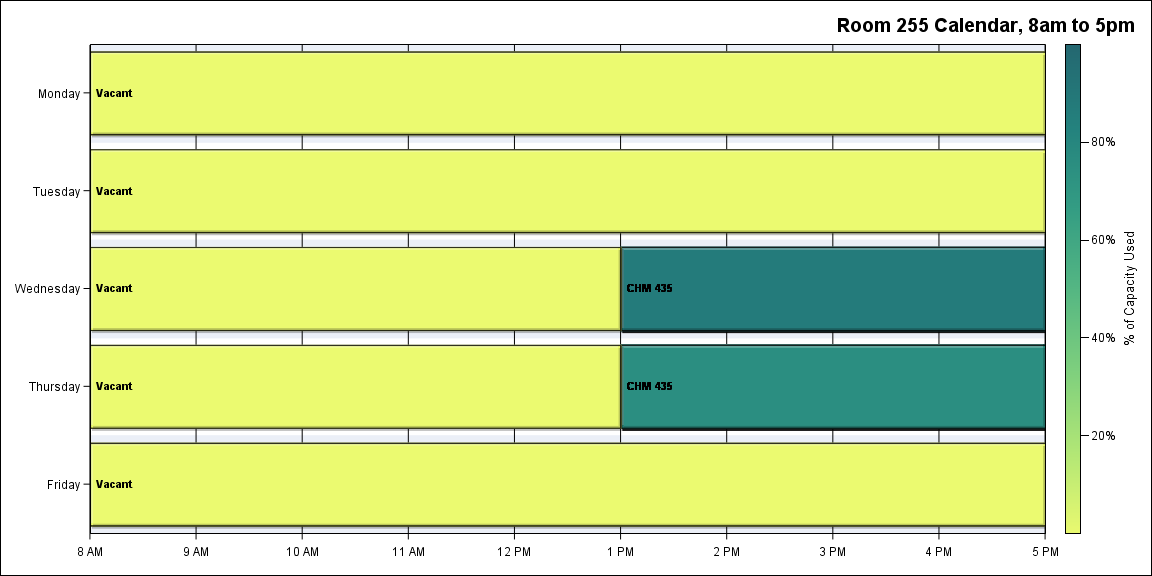 Room 255 Calendar, 8am to 5pm
Monday
Vacant
Tuesday
Vacant
Wednesday
Vacant
CHM 435
Thursday
Vacant
CHM 435
Friday
Vacant
8 AM 9 AM 10 AM 11 AM 12 PM 1 PM 2 PM 3 PM 4 PM 5 PM
80%
60%
40%
20%
% of Capacity Used